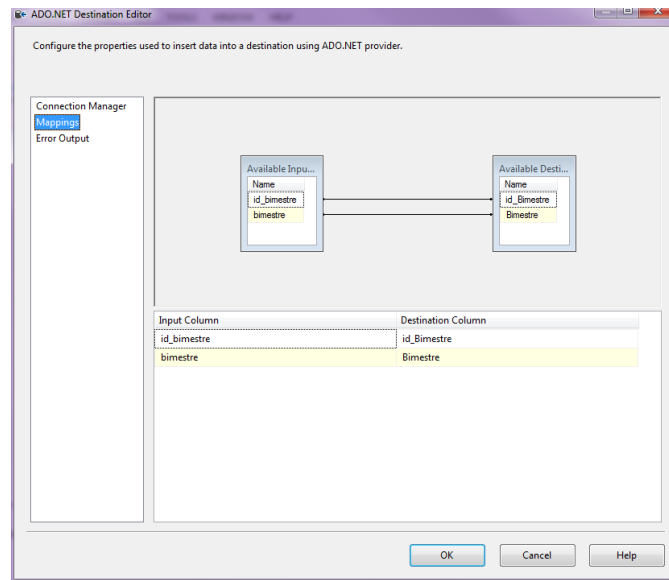 ADO.NET Destination Editor
Configure the properties used to insert data into a destination using ADO.NET provider.
Connection Manager
Mappings
Error Output
Available Inpu...
Name
id_bimestre
bimestre
Available Desti...
Name
id_Bimestre
Bimestre
Input Column Destination Column
id_bimestre id_Bimestre
bimestre Bimestre
OK Cancel Help